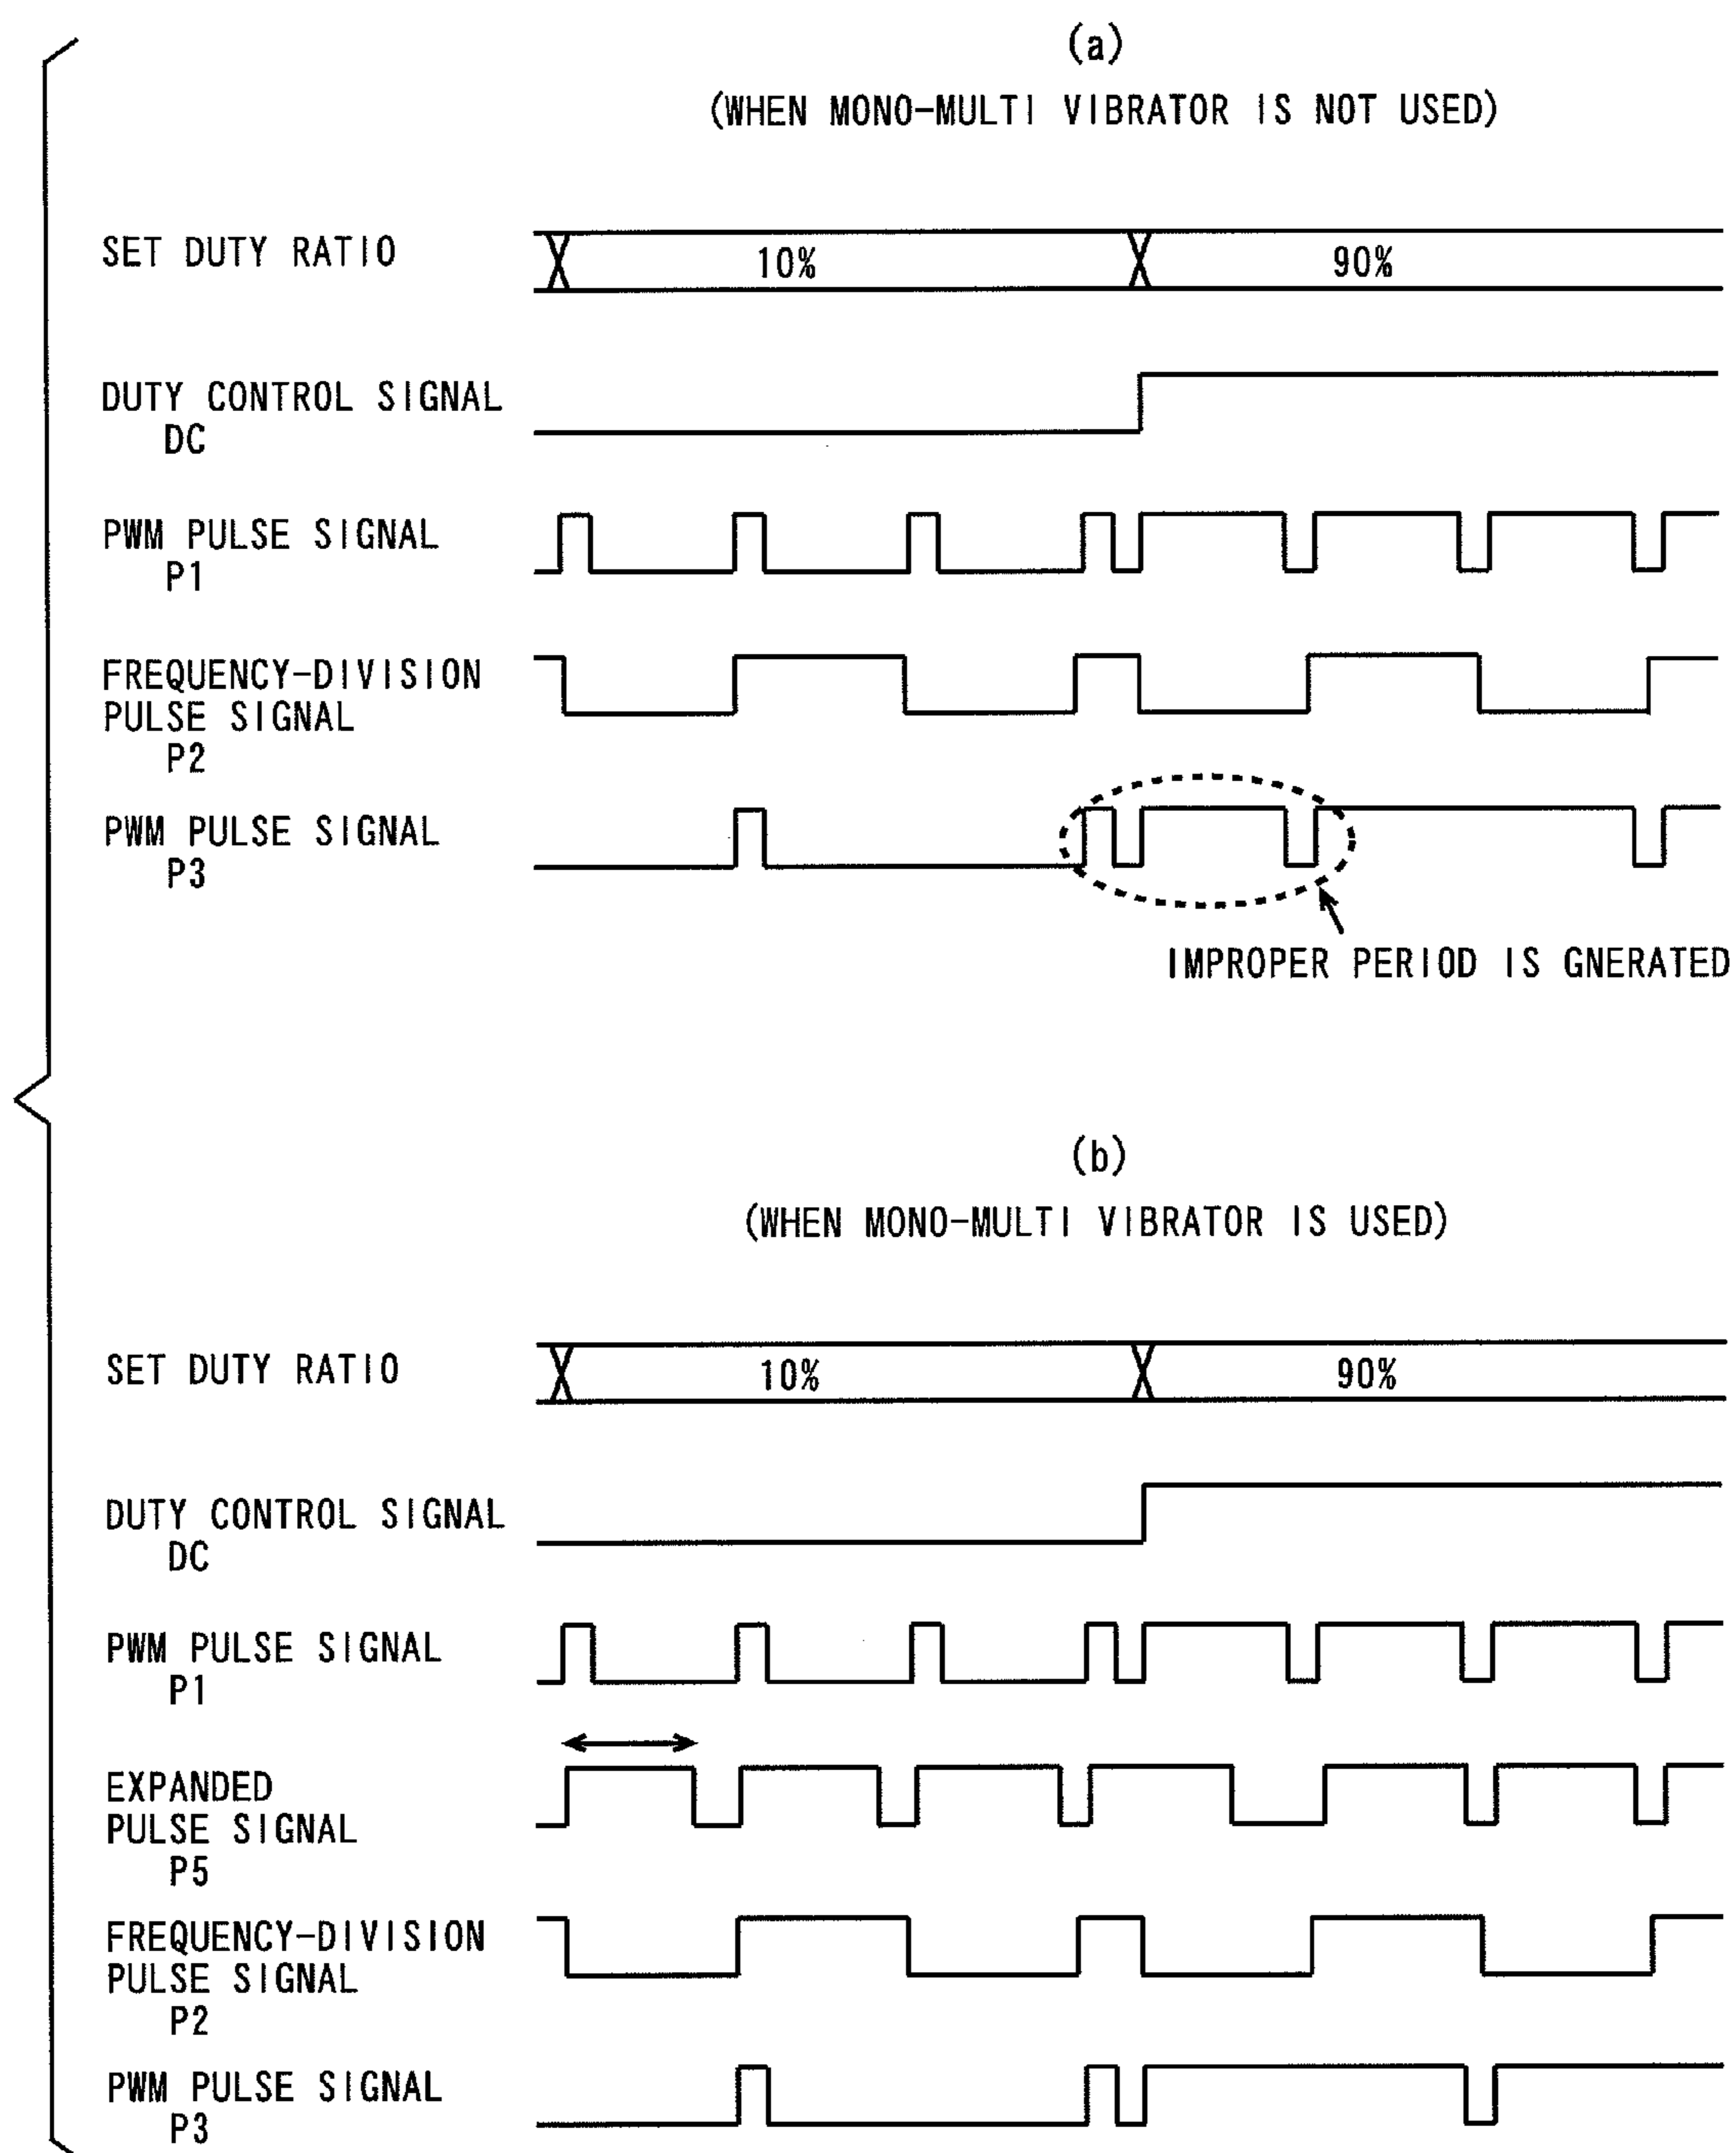 (a)
(WHEN MONO-MULTI VIBRATOR IS NOT USED)
SET DUTY RATIO
10%
90%
DUTY CONTROL SIGNAL
DC
PWM PULSE SIGNAL
P1
FREQUENCY-DIVISION
PULSE SIGNAL
P2
PWM PULSE SIGNAL
P3
IMPROPER PERIOD IS GNERATED
(b)
(WHEN MONO-MULTI VIBRATOR IS USED)
SET DUTY RATIO
10%
90%
DUTY CONTROL SIGNAL
DC
PWM PULSE SIGNAL
P1
EXPANDED
PULSE SIGNAL
P5
FREQUENCY-DIVISION
PULSE SIGNAL
P2
PWM PULSE SIGNAL
P3